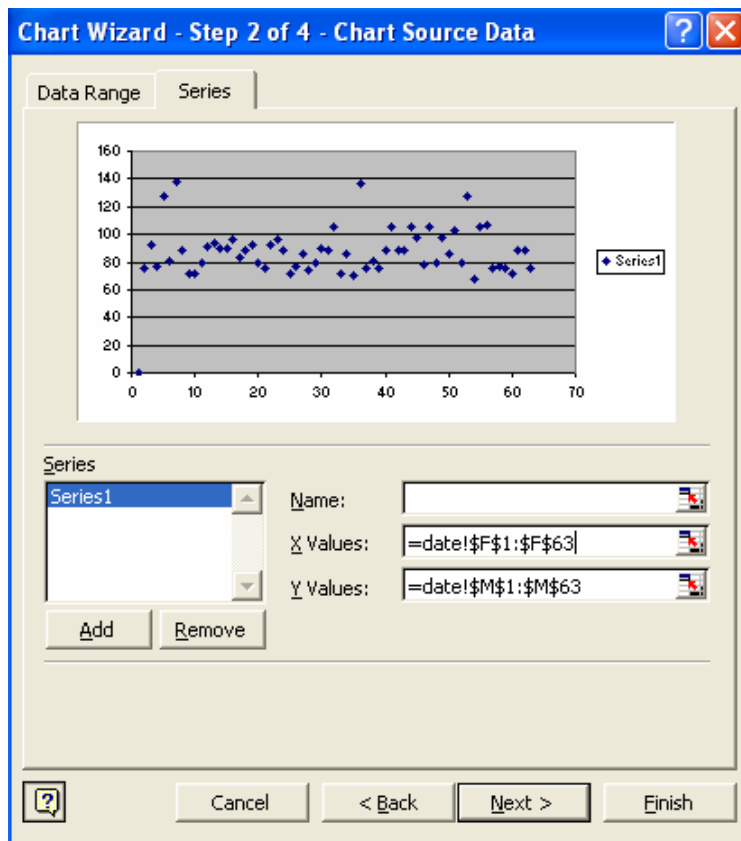 Chart Wizard - Step 2 of 4 - Chart Source Data
?
Data Range Series
160
140
120
100
80
60
40
20
0
0 10 20 30 40 50 60 70
Series1
Series
Series1
Name:
X Values: =date!$F$1:$F$63
Y Values: =date!$M$1:$M$63
Add Remove
? Cancel < Back Next > Finish